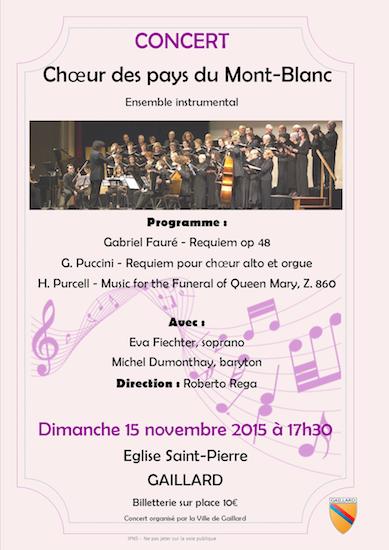 CONCERT
Chœur des pays du Mont-Blanc
Ensemble instrumental
Programme :
Gabriel Fauré - Requiem op 48
G. Puccini - Requiem pour chœur alto et orgue
H. Purcell - Music for the Funeral of Queen Mary, Z. 860
Avec :
Eva Fiechter, soprano
Michel Dumonthay, baryton
Direction : Roberto Rega
Dimanche 15 novembre 2015 à 17h30
Eglise Saint-Pierre
GAILLARD
Billetterie sur place 10€
Concert organisé par la Ville de Gaillard
GAILLARD
IPNS - Ne pas jeter sur la voie publique